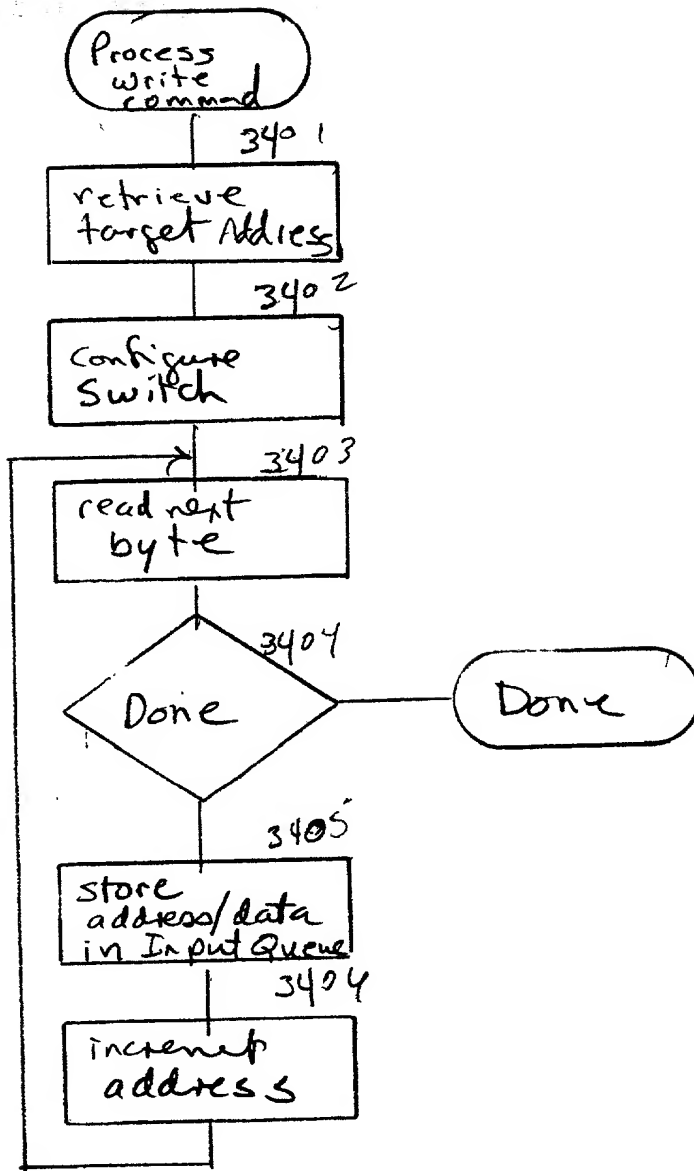 Process
write
command
3401
retrieve
target Address
3402
configure
Switch
3403
read next
byte
3404
Done
Done
3405
store
address/data
in Input Queue
3404
increment
address